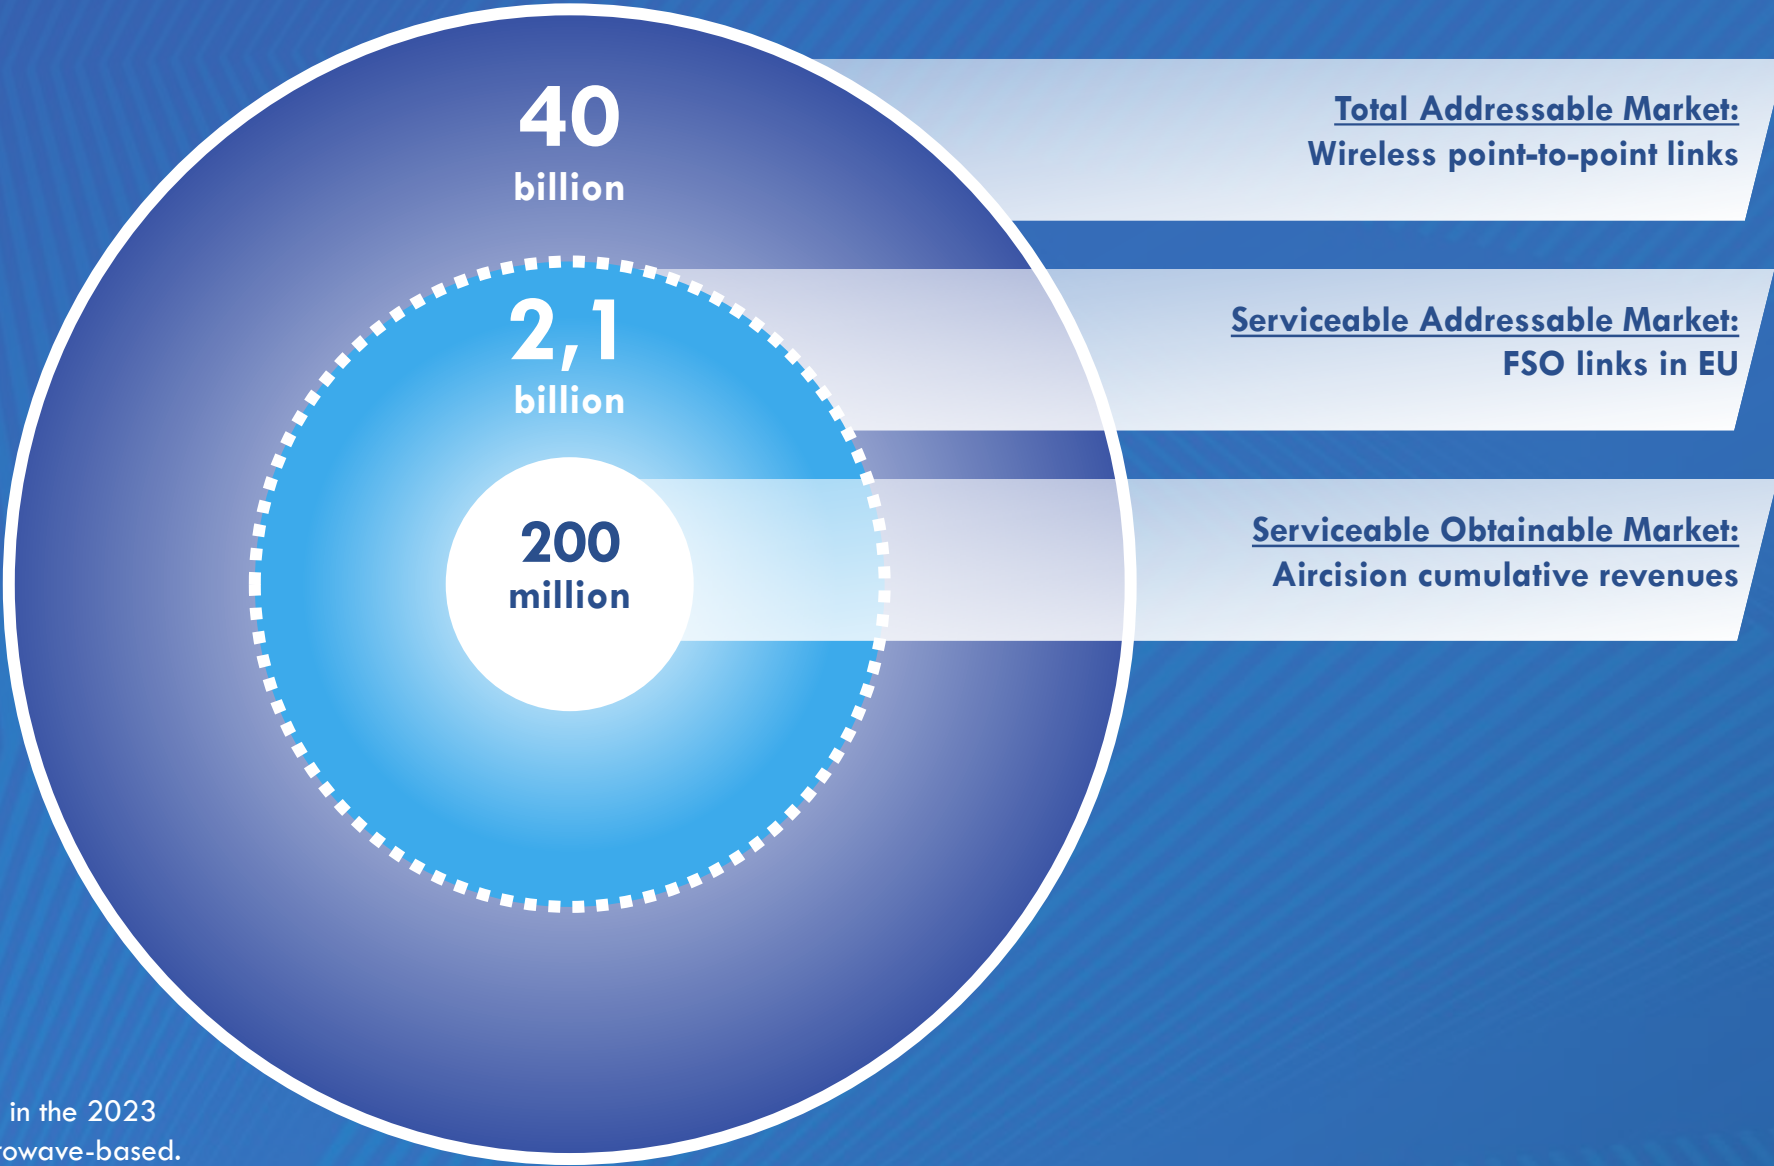 40
billion
Total Addressable Market:
Wireless point-to-point links
2,1
billion
Serviceable Addressable Market:
FSO links in EU
200
million
Serviceable Obtainable Market:
Aircision cumulative revenues
in the 2023
rowave-based.